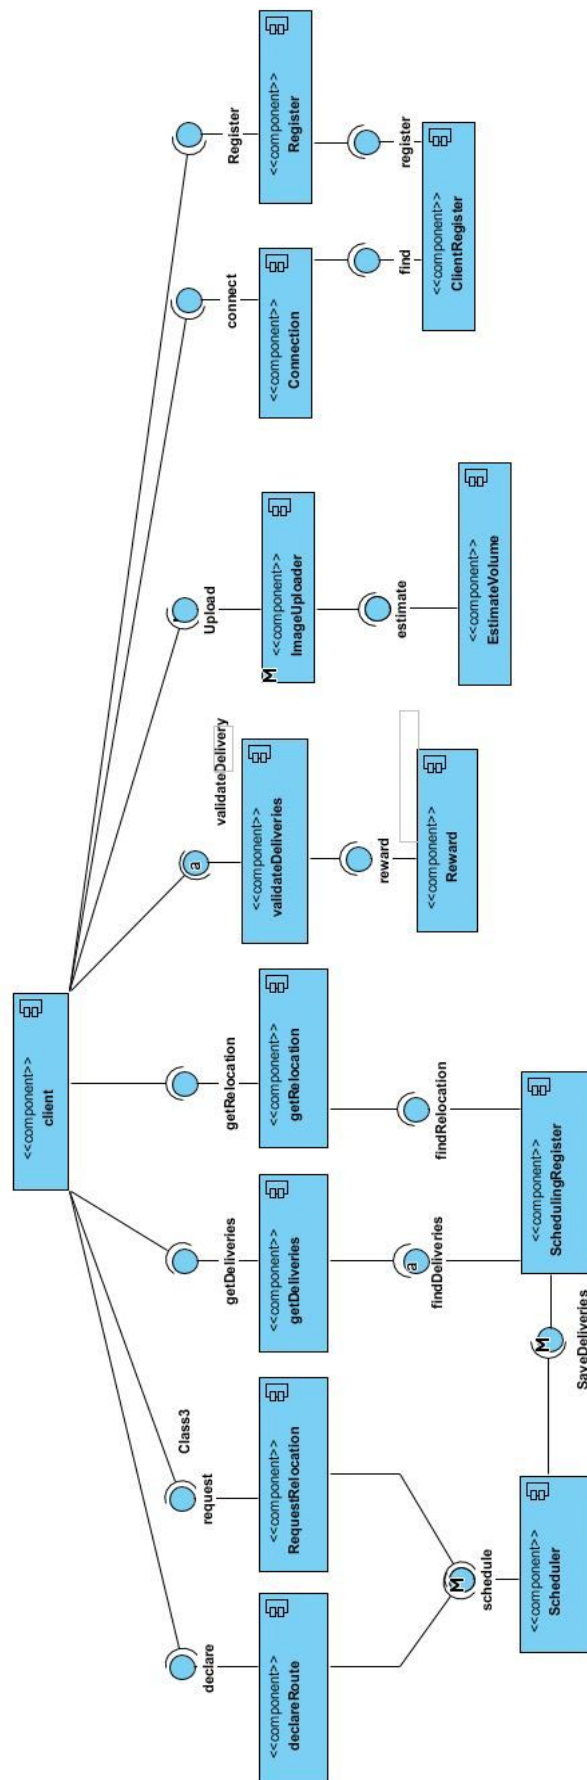 <<component>>
client
Class3
validateDelivery
declare
request
getDeliveries
getRelocation
a
Upload
connect
Register
<<component>>
declareRoute
<<component>>
RequestRelocation
<<component>>
getDeliveries
<<component>>
getRelocation
<<component>>
validateDeliveries
M
<<component>>
ImageUploader
<<component>>
Connection
<<component>>
Register
M
schedule
a
findDeliveries
findRelocation
reward
estimate
find
register
<<component>>
Reward
<<component>>
EstimateVolume
<<component>>
ClientRegister
<<component>>
Scheduler
M
SaveDeliveries
<<component>>
SchedulingRegister